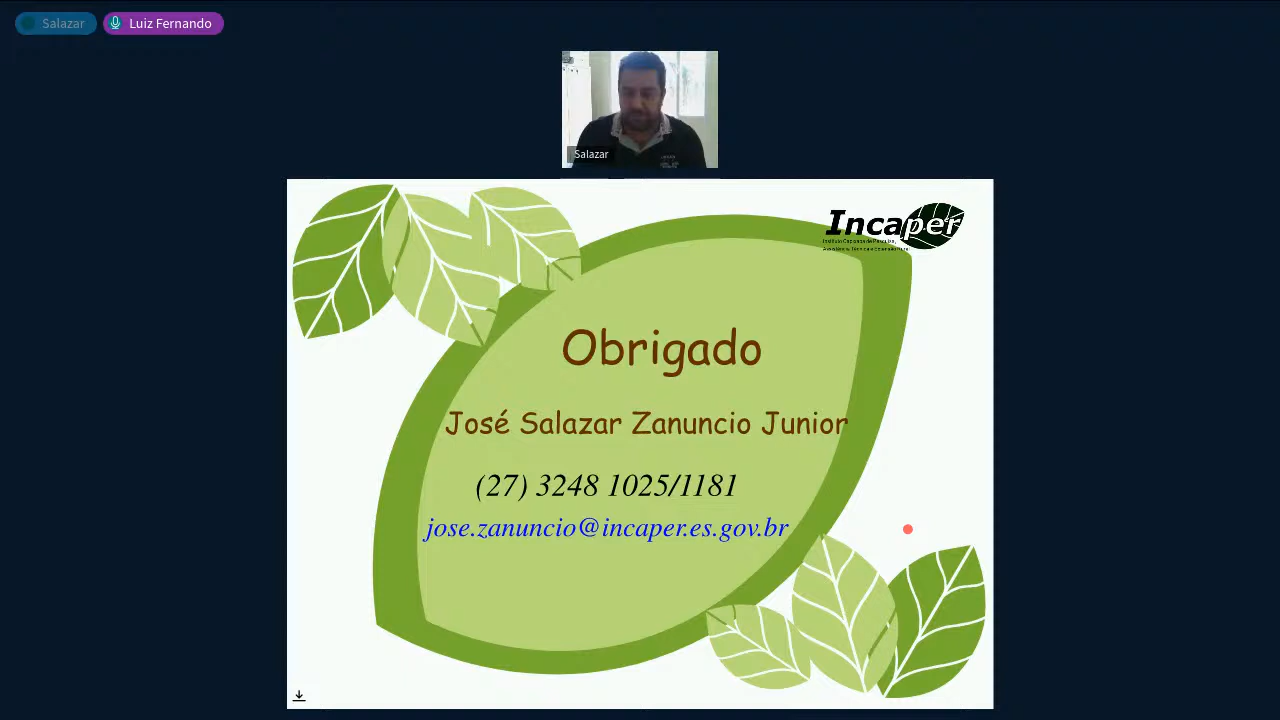 Salazar
Luiz Fernando
Salazar
Incaper
Obrigado
José Salazar Zanuncio Junior
(27) 3248 1025/1181
jose.zanuncio@incaper.es.gov.br